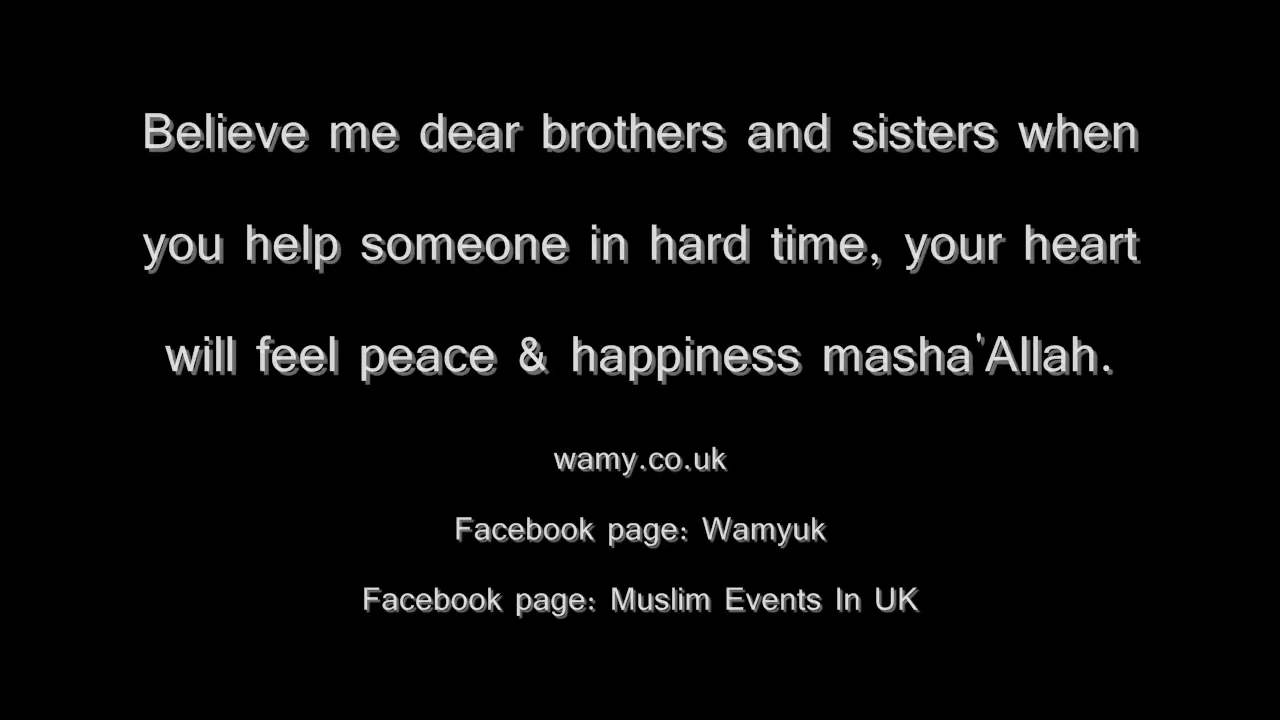 Believe me dear brothers and sisters when
you help someone in hard time, your heart
will feel peace & happiness masha'Allah.
wamy.co.uk
Facebook page: Wamyuk
Facebook page: Muslim Events In UK